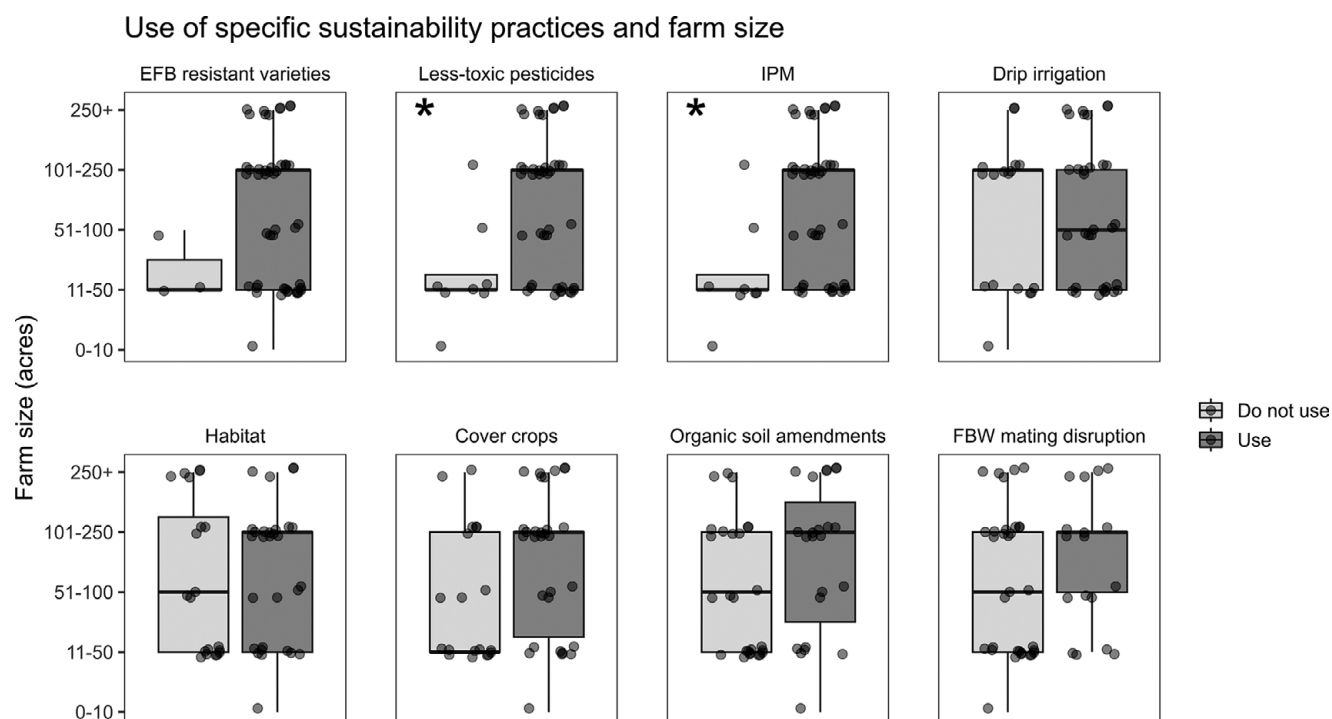 Use of specific sustainability practices and farm size
EFB resistant varieties
Less-toxic pesticides
IPM
Drip irrigation
*
*
250+
101-250
51-100
11-50
0-10
Farm size (acres)
Do not use
Use
Habitat
Cover crops
Organic soil amendments
FBW mating disruption
250+
101-250
51-100
11-50
0-10